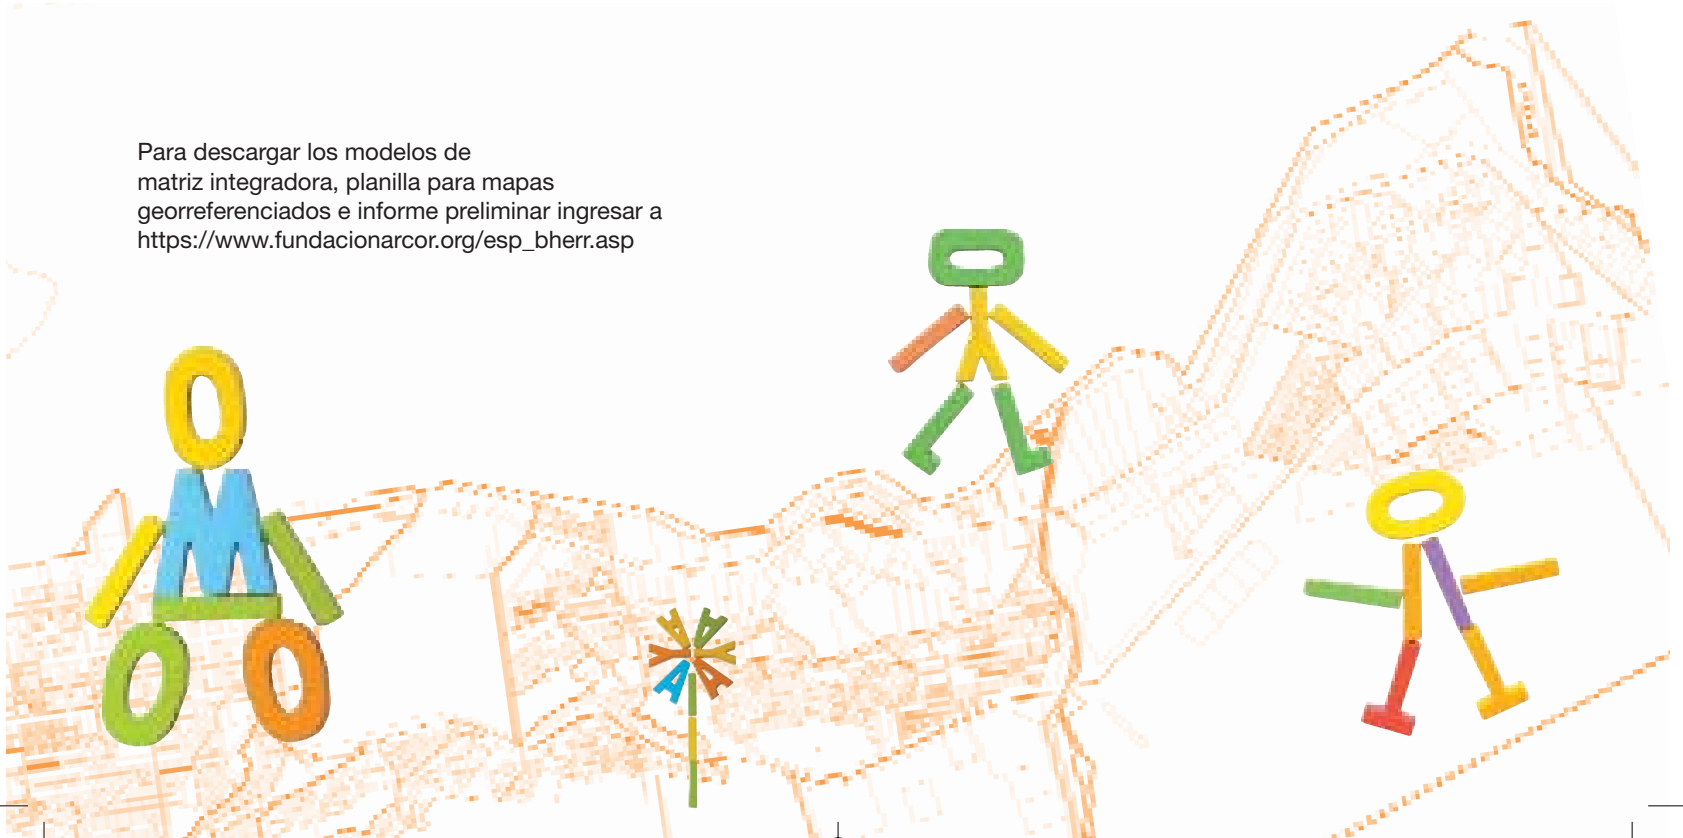 Para descargar los modelos de
matriz integradora, planilla para mapas
georreferenciados e informe preliminar ingresar a
https://www.fundacionarcor.org/esp_bherr.asp